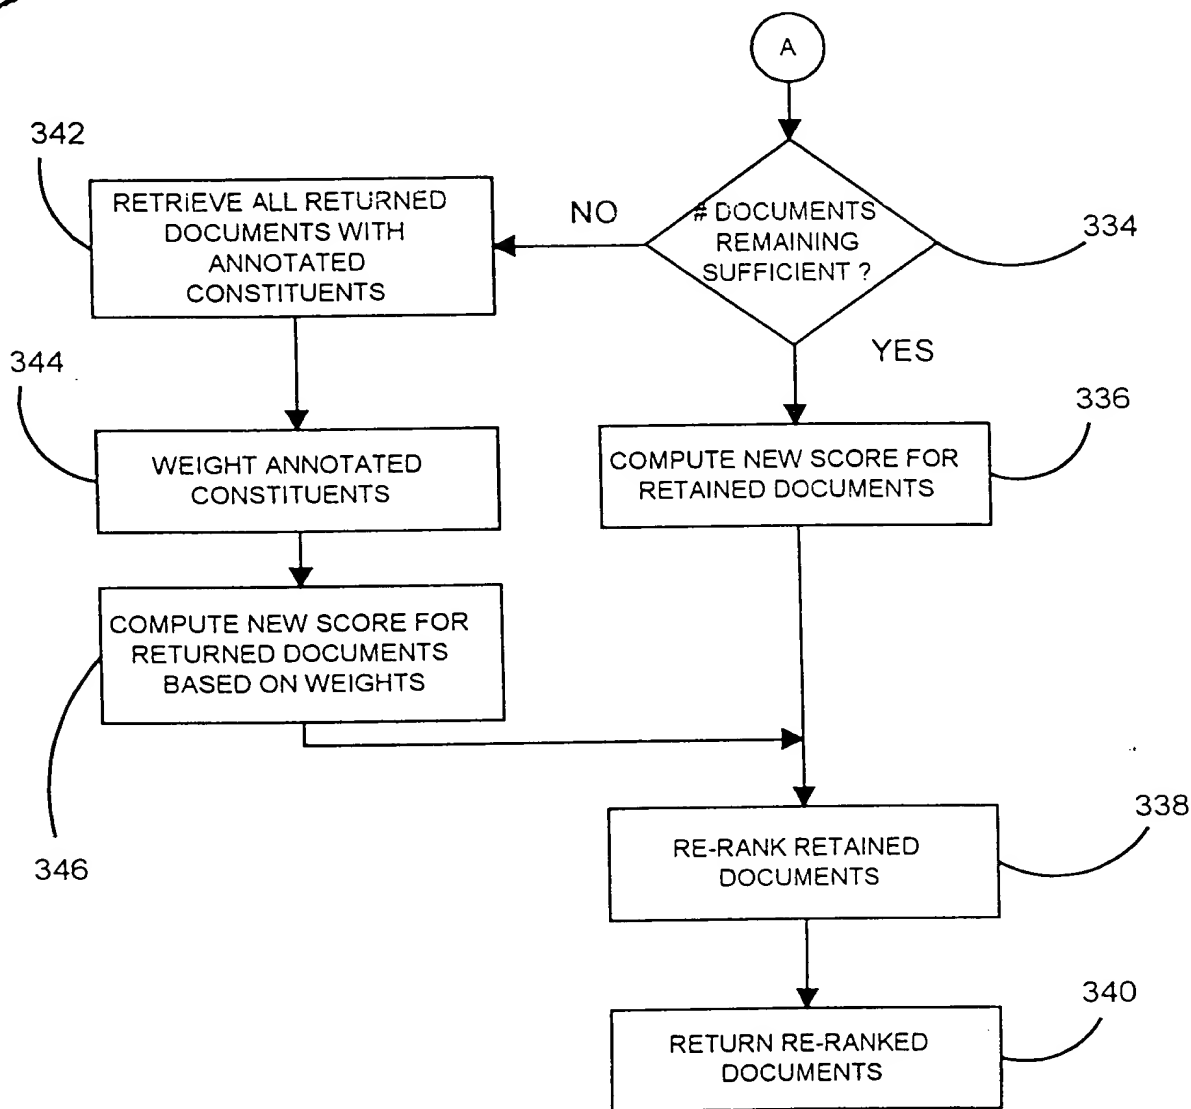 A
342
RETRIEVE ALL RETURNED
DOCUMENTS WITH
ANNOTATED
CONSTITUENTS
NO
# DOCUMENTS
REMAINING
SUFFICIENT ?
334
YES
344
WEIGHT ANNOTATED
CONSTITUENTS
336
COMPUTE NEW SCORE FOR
RETAINED DOCUMENTS
COMPUTE NEW SCORE FOR
RETURNED DOCUMENTS
BASED ON WEIGHTS
346
338
RE-RANK RETAINED
DOCUMENTS
340
RETURN RE-RANKED
DOCUMENTS